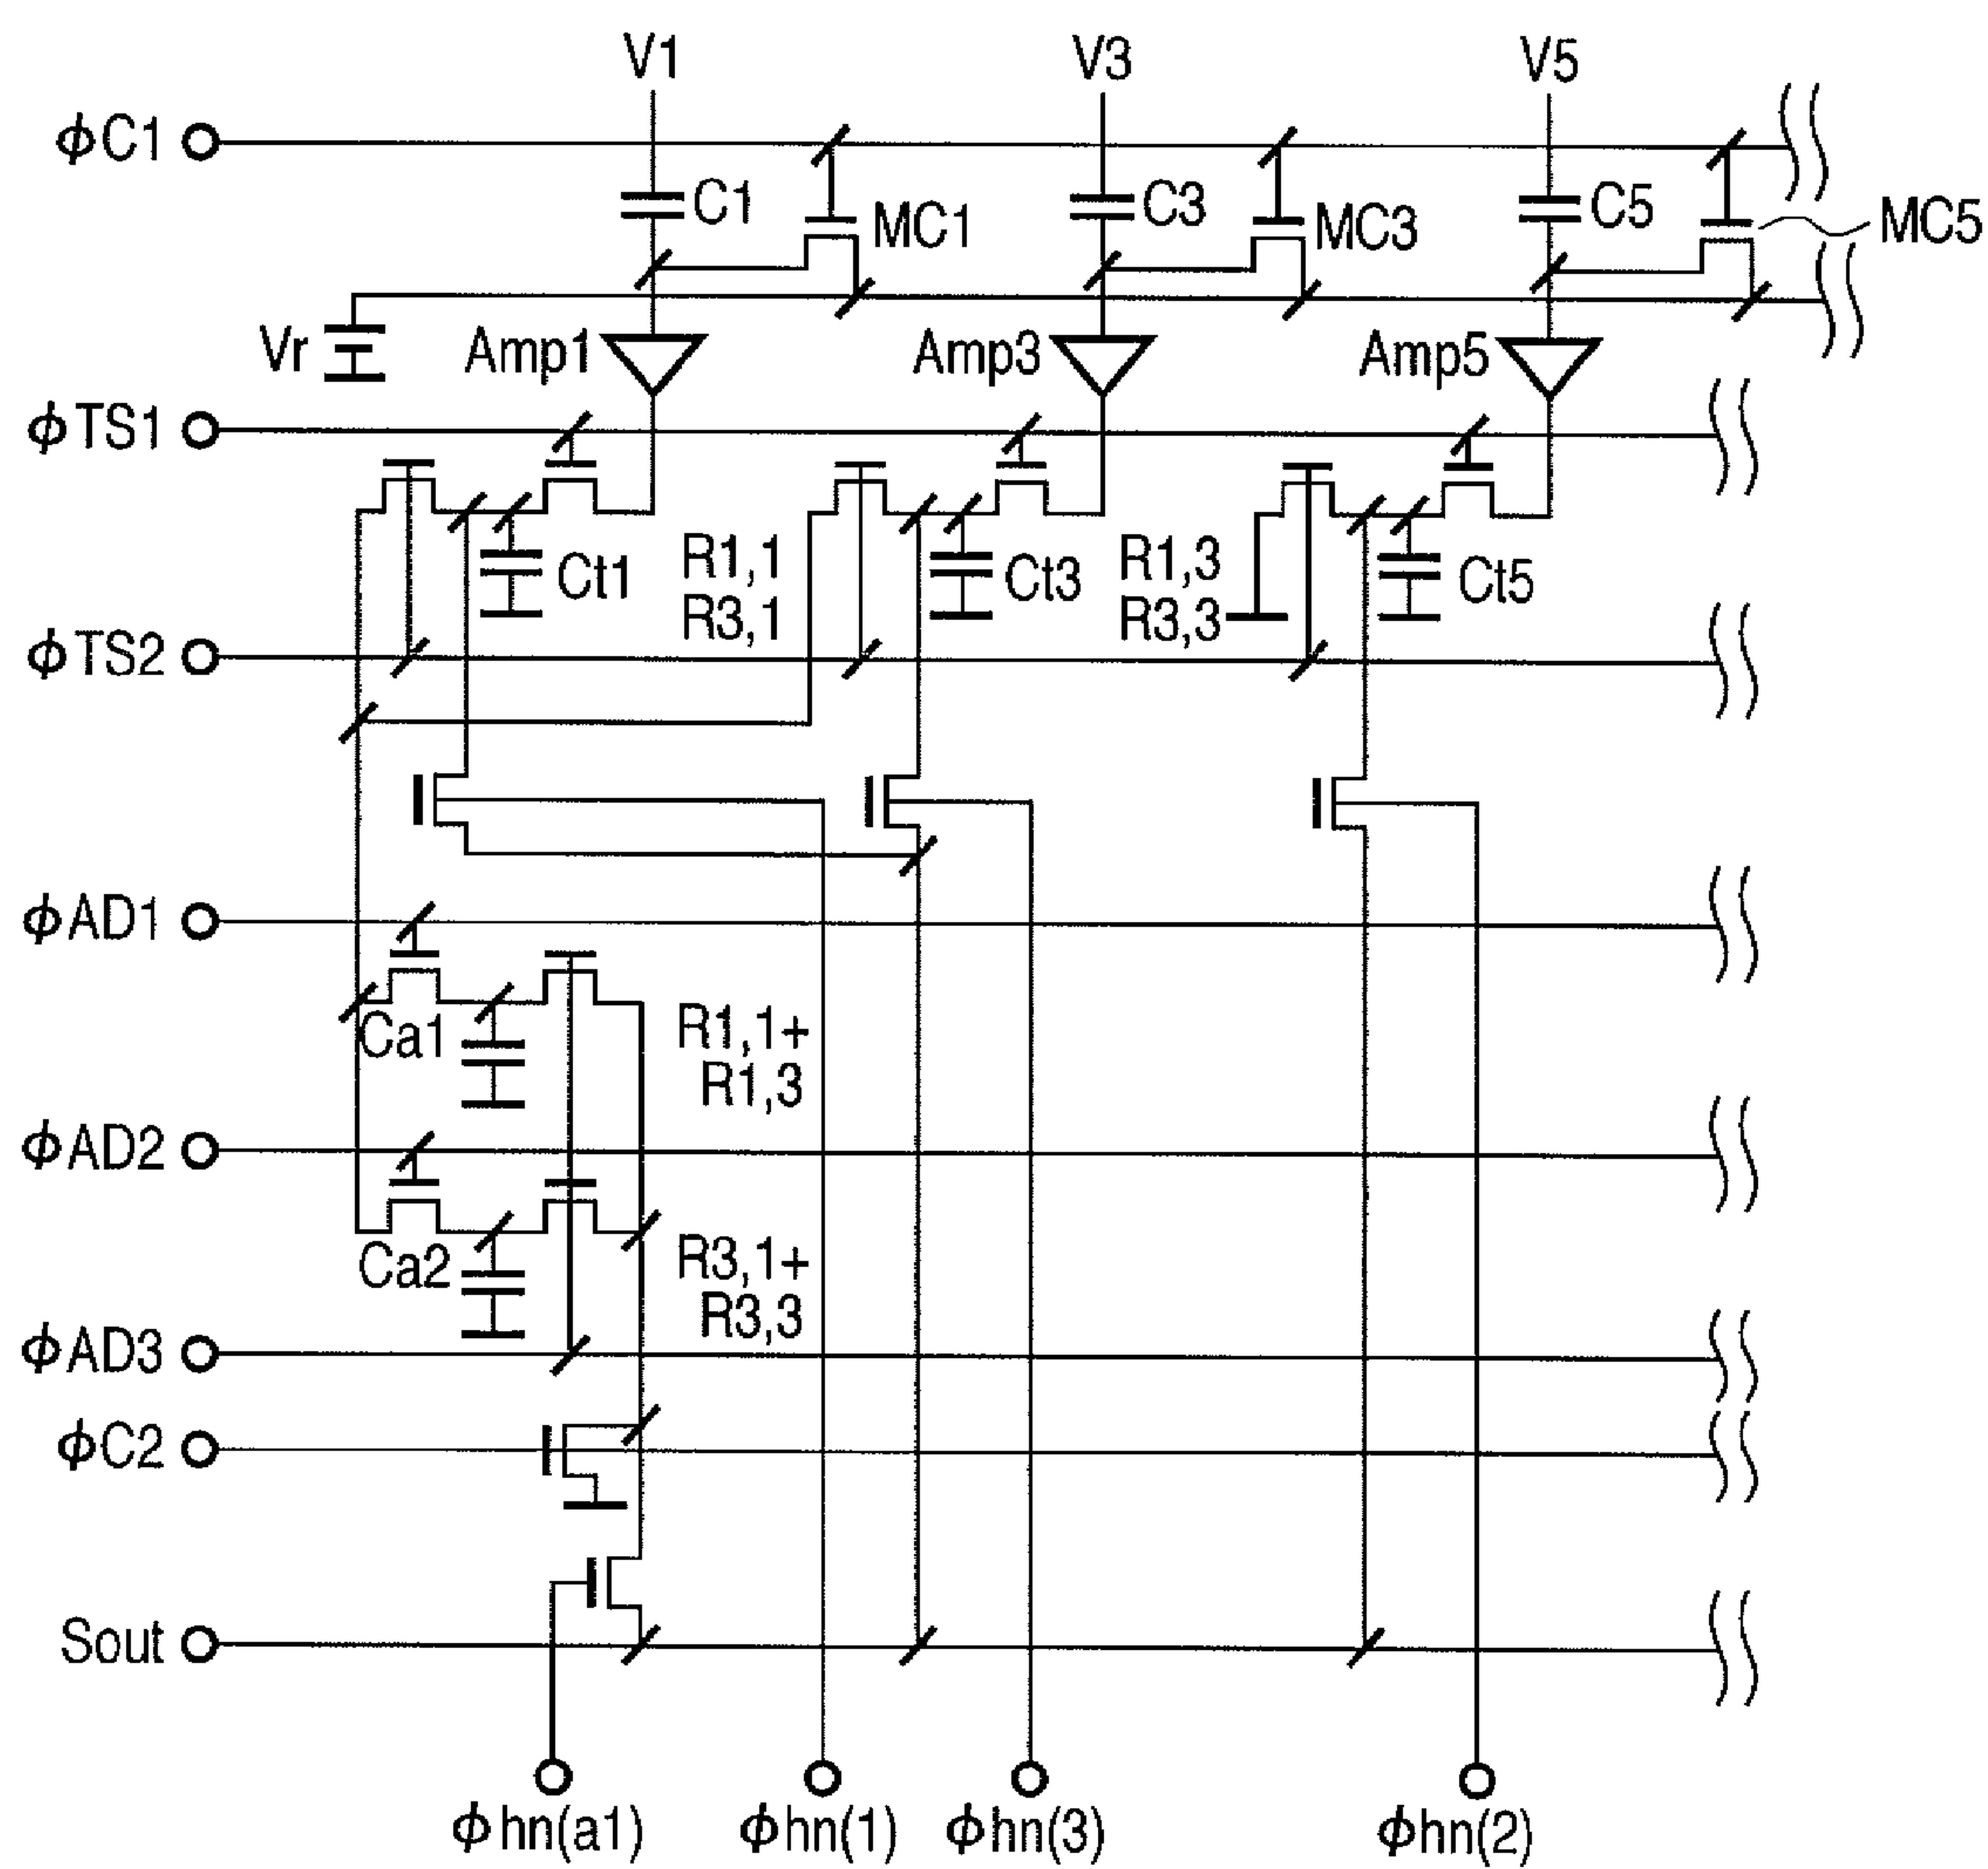 V1 V3 V5
ϕC1
C1 MC1 C3 MC3 C5 MC5
Vr Amp1 Amp3 Amp5
ϕTS1
R1,1 R1,3
Ct1 Ct3 Ct5
R3,1 R3,3
ϕTS2
ϕAD1
Ca1 R1,1+
R1,3
ϕAD2
Ca2 R3,1+
R3,3
ϕAD3
ϕC2
Sout
ϕhn(a1) ϕhn(1) ϕhn(3) ϕhn(2)